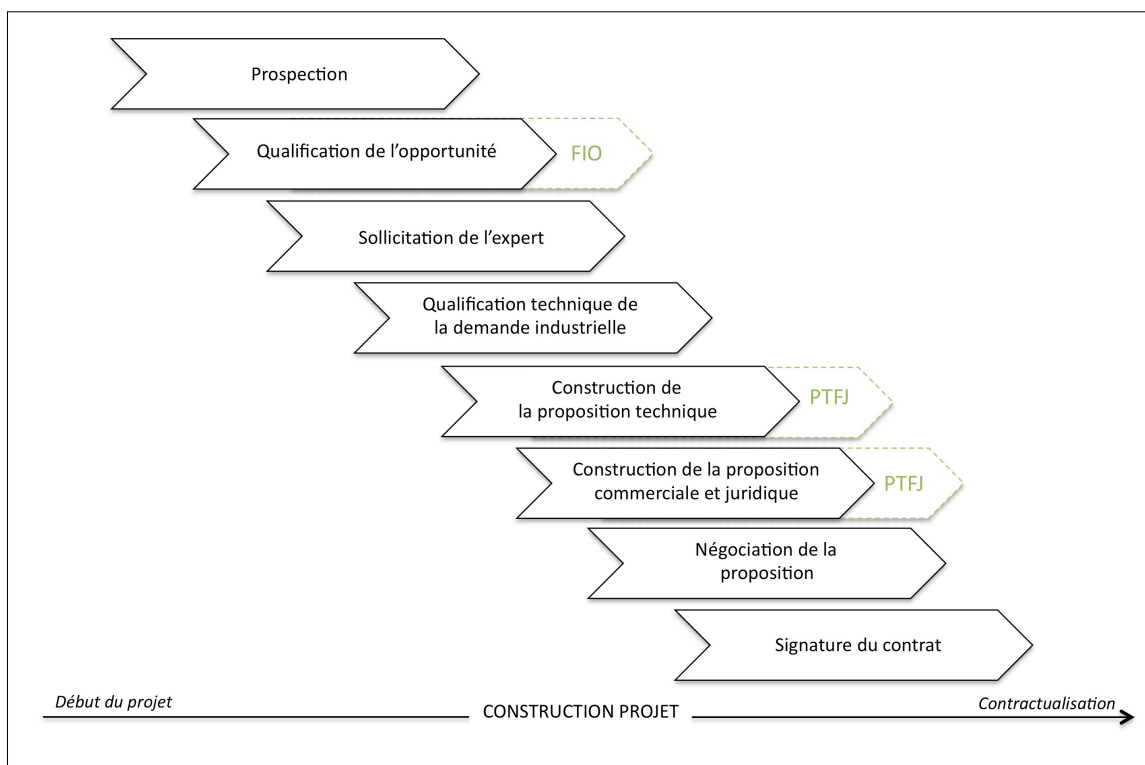 Prospection
Qualification de l’opportunité
FIO
Sollicitation de l’expert
Qualification technique de
la demande industrielle
Construction de
la proposition technique
PTFJ
Construction de la proposition
commerciale et juridique
PTFJ
Négociation de la
proposition
Signature du contrat
Début du projet
CONSTRUCTION PROJET
Contractualisation